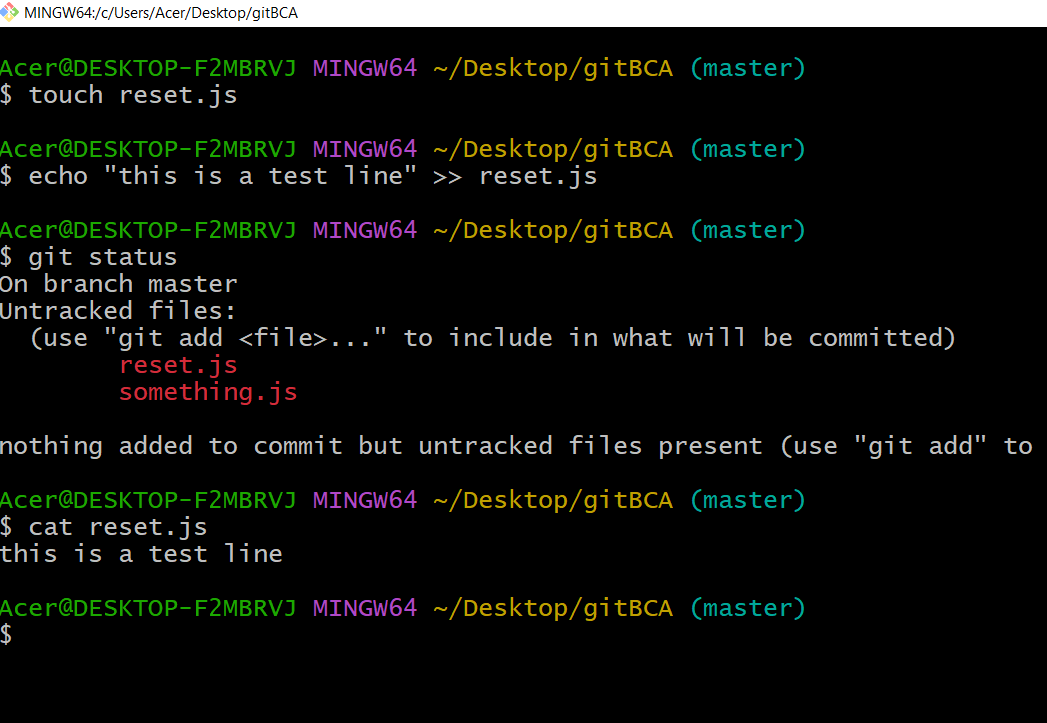 MINGW64:/c/Users/Acer/Desktop/gitBCA
Acer@DESKTOP-F2MBRVJ MINGW64 ~/Desktop/gitBCA (master)
$ touch reset.js
Acer@DESKTOP-F2MBRVJ MINGW64 ~/Desktop/gitBCA (master)
$ echo "this is a test line" >> reset.js
Acer@DESKTOP-F2MBRVJ MINGW64 ~/Desktop/gitBCA (master)
$ git status
On branch master
Untracked files:
  (use "git add <file>..." to include in what will be committed)
        reset.js
        something.js
nothing added to commit but untracked files present (use "git add" to
Acer@DESKTOP-F2MBRVJ MINGW64 ~/Desktop/gitBCA (master)
$ cat reset.js
this is a test line
Acer@DESKTOP-F2MBRVJ MINGW64 ~/Desktop/gitBCA (master)
$